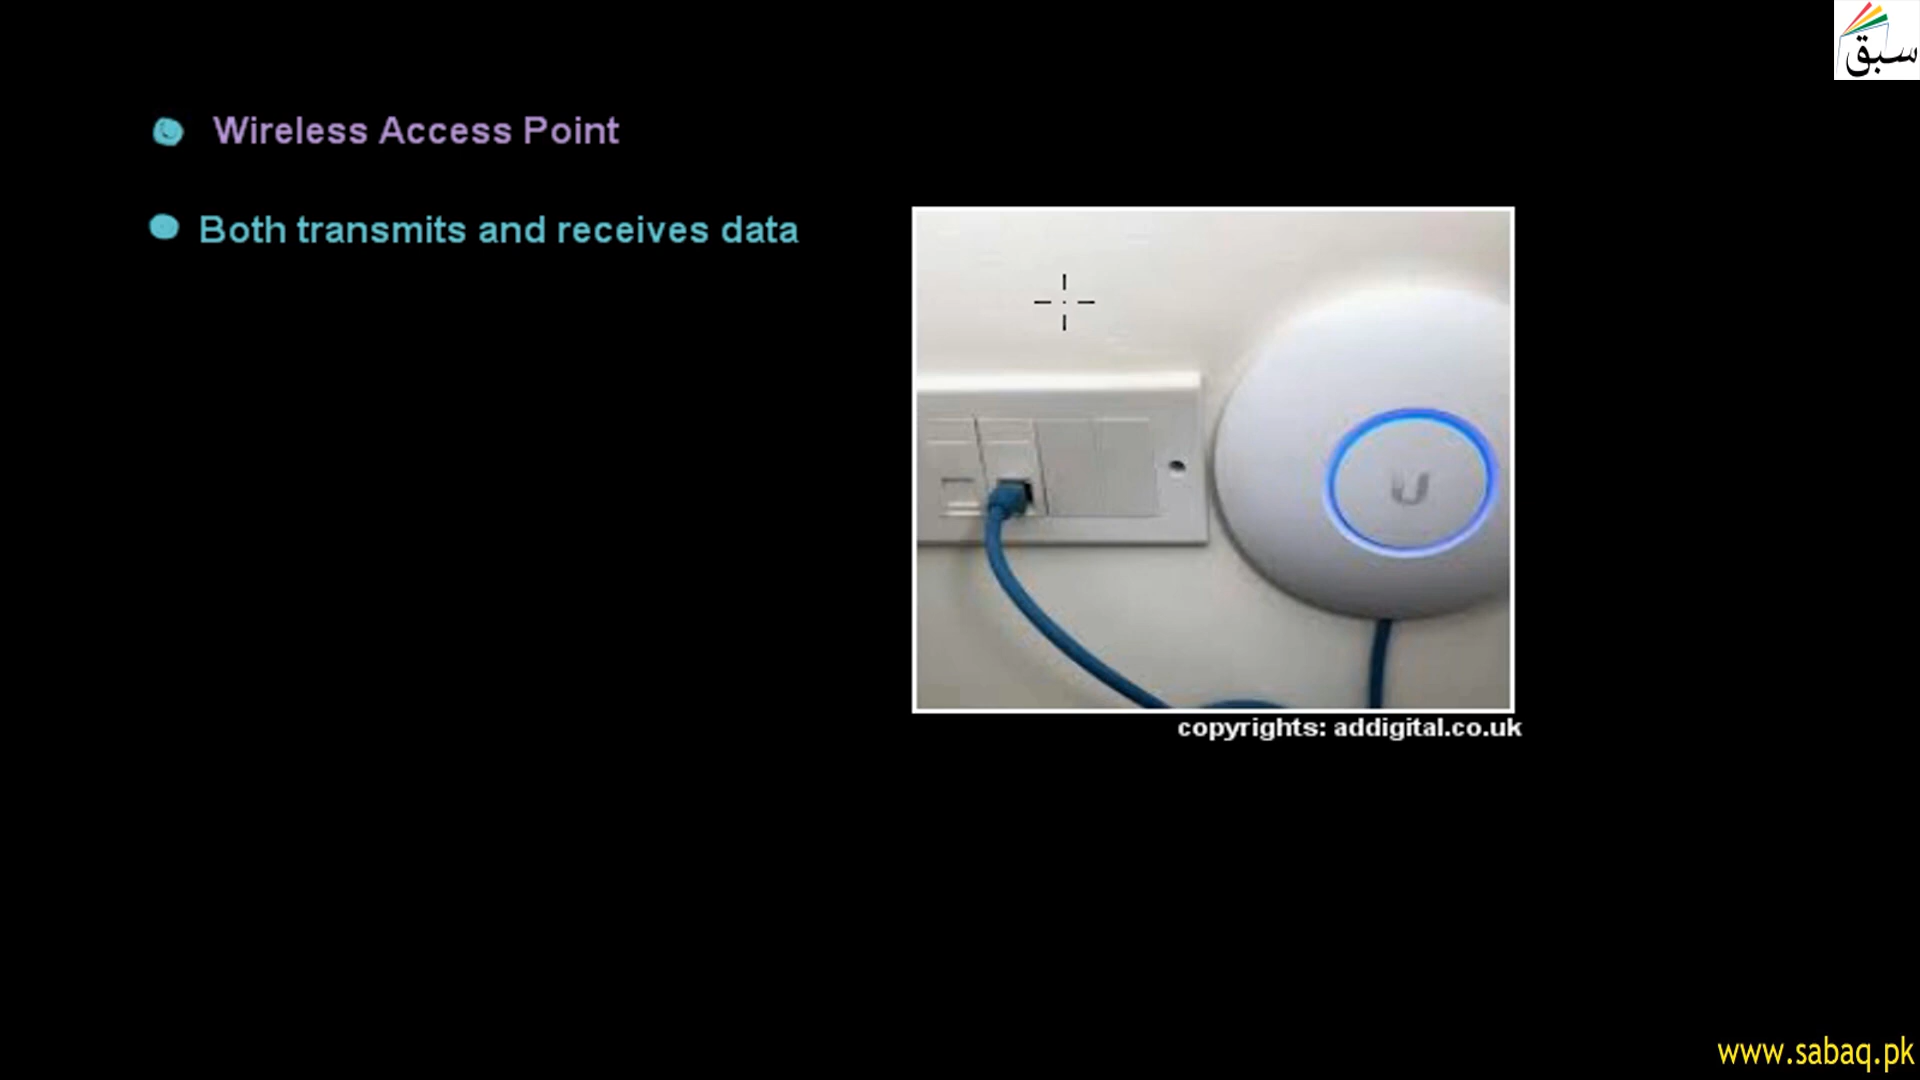 سبق
Wireless Access Point
Both transmits and receives data
copyrights: addigital.co.uk
www.sabaq.pk